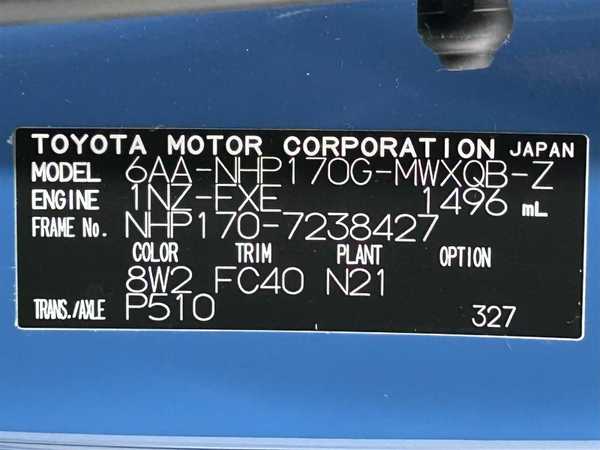 TOYOTA MOTOR CORPORATION JAPAN
MODEL 6AA-NHP170G-MWXQB-Z
ENGINE 1NZ-EXE 1496 mL
FRAME No. NHP170-7238427
COLOR TRIM PLANT OPTION
8W2 FC40 N21
TRANS./AXLE P510 327